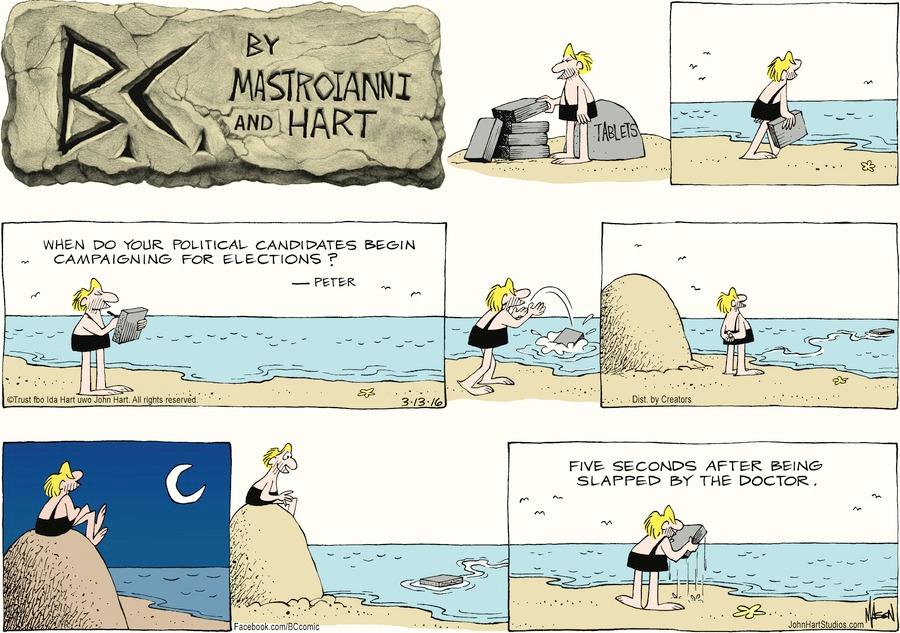 B.C.
BY
MASTROIANNI
AND HART
TABLETS
WHEN DO YOUR POLITICAL CANDIDATES BEGIN
CAMPAIGNING FOR ELECTIONS?
— PETER
©Trust fbo Ida Hart uwo John Hart. All rights reserved.
3-13-16
Dist. by Creators
Facebook.com/BCcomic
FIVE SECONDS AFTER BEING
SLAPPED BY THE DOCTOR.
JohnHartStudios.com